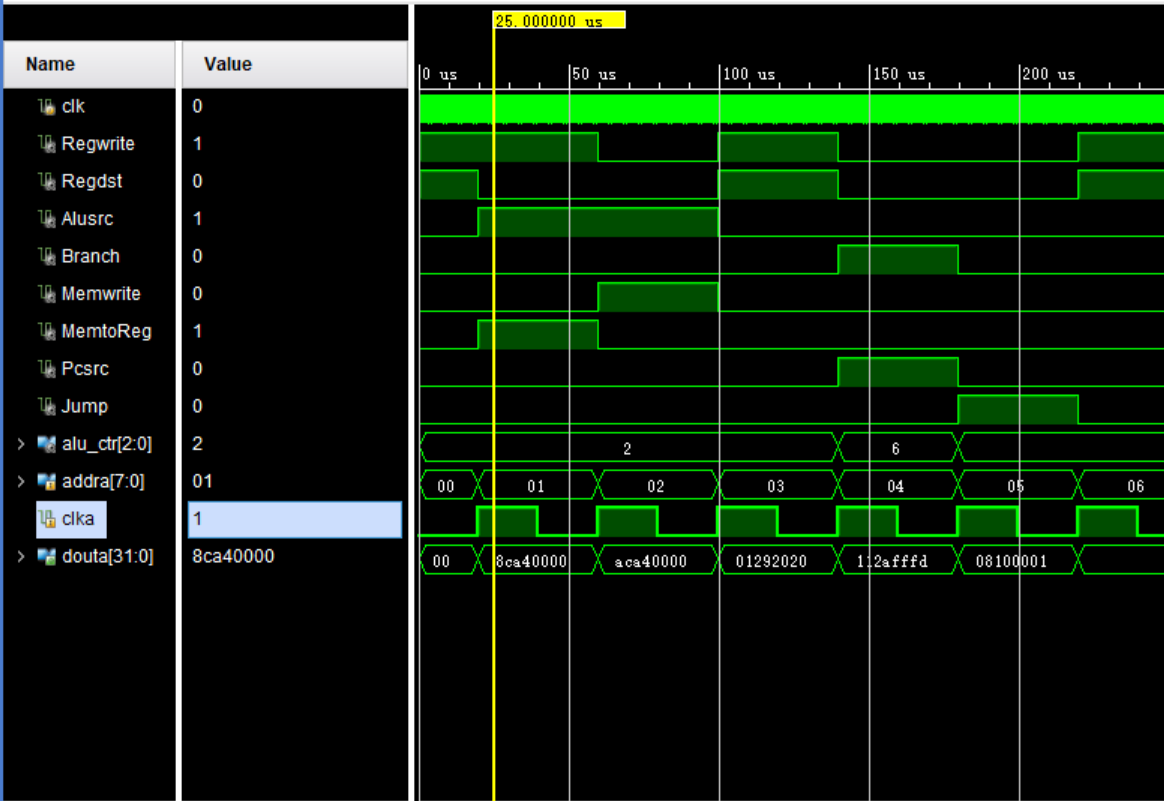 25.000000 us
Name Value
0 us 50 us 100 us 150 us 200 us
clk 0
Regwrite 1
Regdst 0
Alusrc 1
Branch 0
Memwrite 0
MemtoReg 1
Pcsrc 0
Jump 0
> alu_ctr[2:0] 2 2 6
> addra[7:0] 01 00 01 02 03 04 05 06
clka 1
> douta[31:0] 8ca40000 00 8ca40000 aca40000 01292020 112afffd 08100001